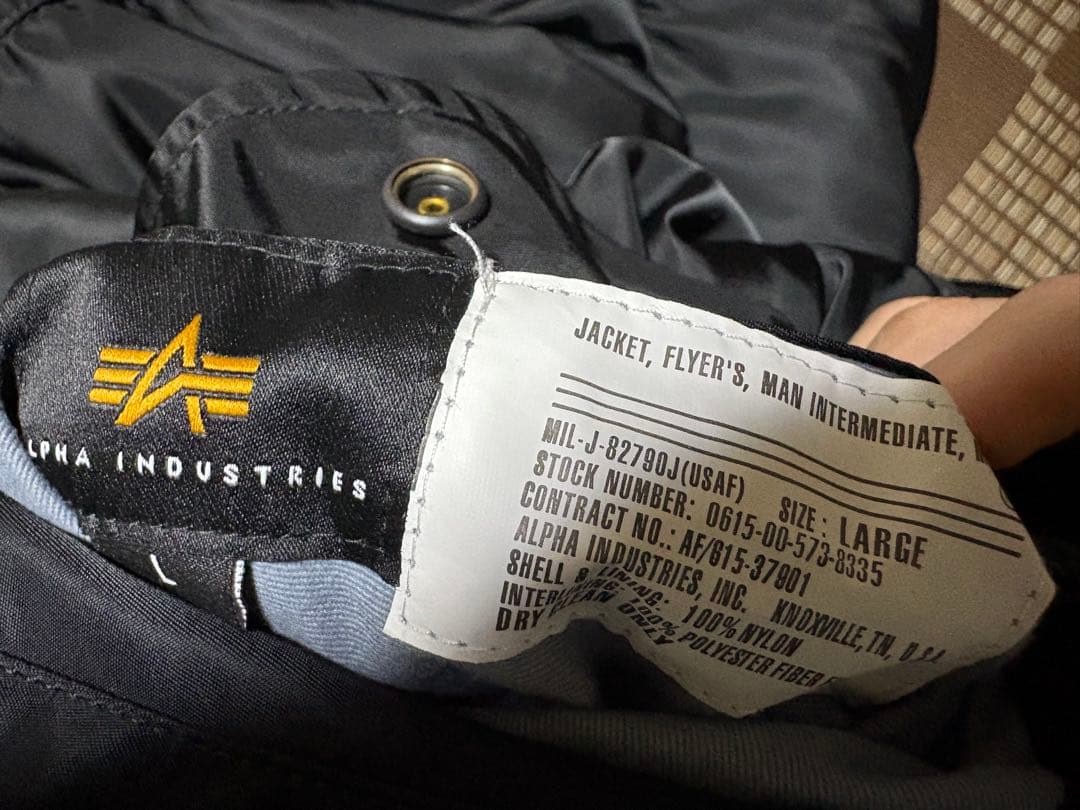 ALPHA INDUSTRIES
L
JACKET, FLYER'S, MAN INTERMEDIATE,
MIL-J-82790J(USAF) SIZE: LARGE
STOCK NUMBER: 0615-00-573-8335
CONTRACT NO.: AF/615-37901
ALPHA INDUSTRIES, INC. KNOXVILLE, TN, U.S.A.
SHELL & LINING: 100% NYLON
100% POLYESTER FIBER
DRY CLEAN ONLY